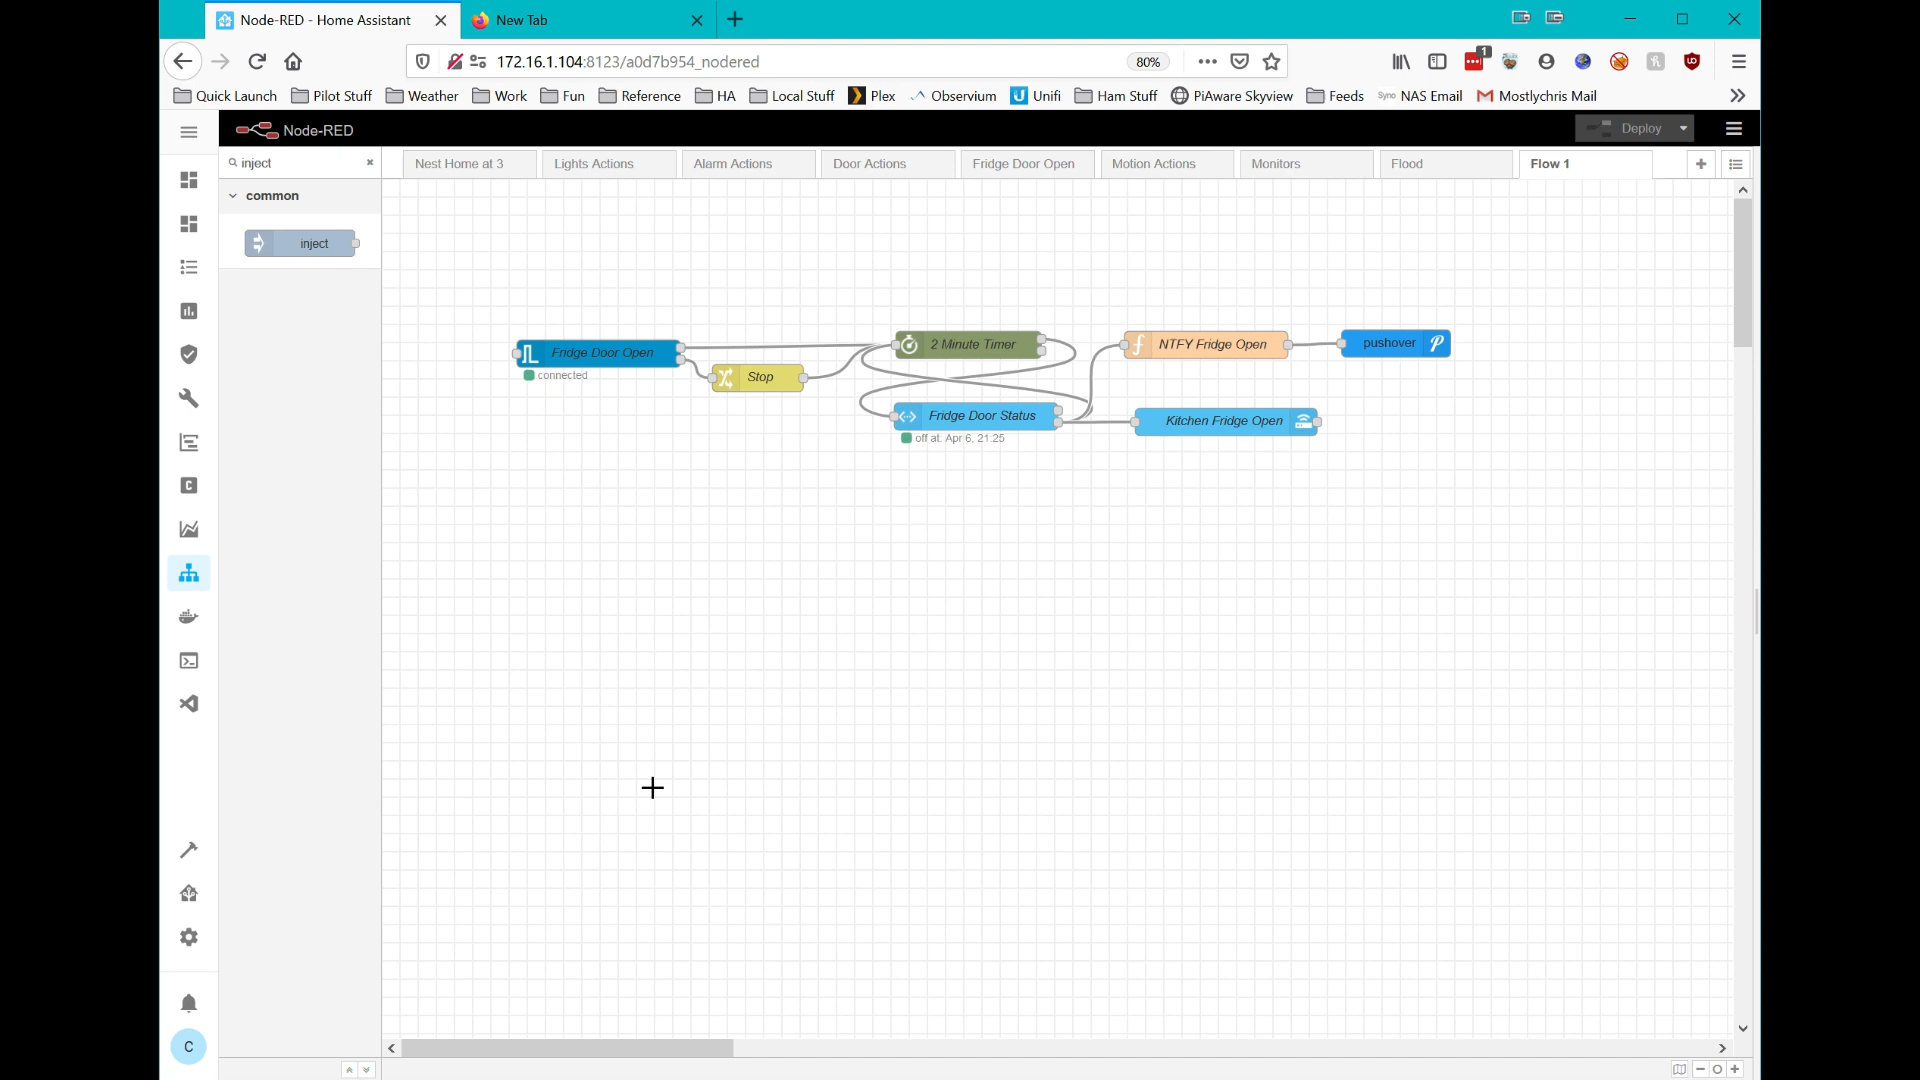 Node-RED - Home Assistant
New Tab
172.16.1.104:8123/a0d7b954_nodered
80%
1
Quick Launch
Pilot Stuff
Weather
Work
Fun
Reference
HA
Local Stuff
Plex
Observium
Unifi
Ham Stuff
PiAware Skyview
Feeds
Syno NAS Email
Mostlychris Mail
Node-RED
Deploy
inject
Nest Home at 3
Lights Actions
Alarm Actions
Door Actions
Fridge Door Open
Motion Actions
Monitors
Flood
Flow 1
common
inject
Fridge Door Open
connected
Stop
2 Minute Timer
NTFY Fridge Open
pushover
Fridge Door Status
off at: Apr 6, 21:25
Kitchen Fridge Open
C
C